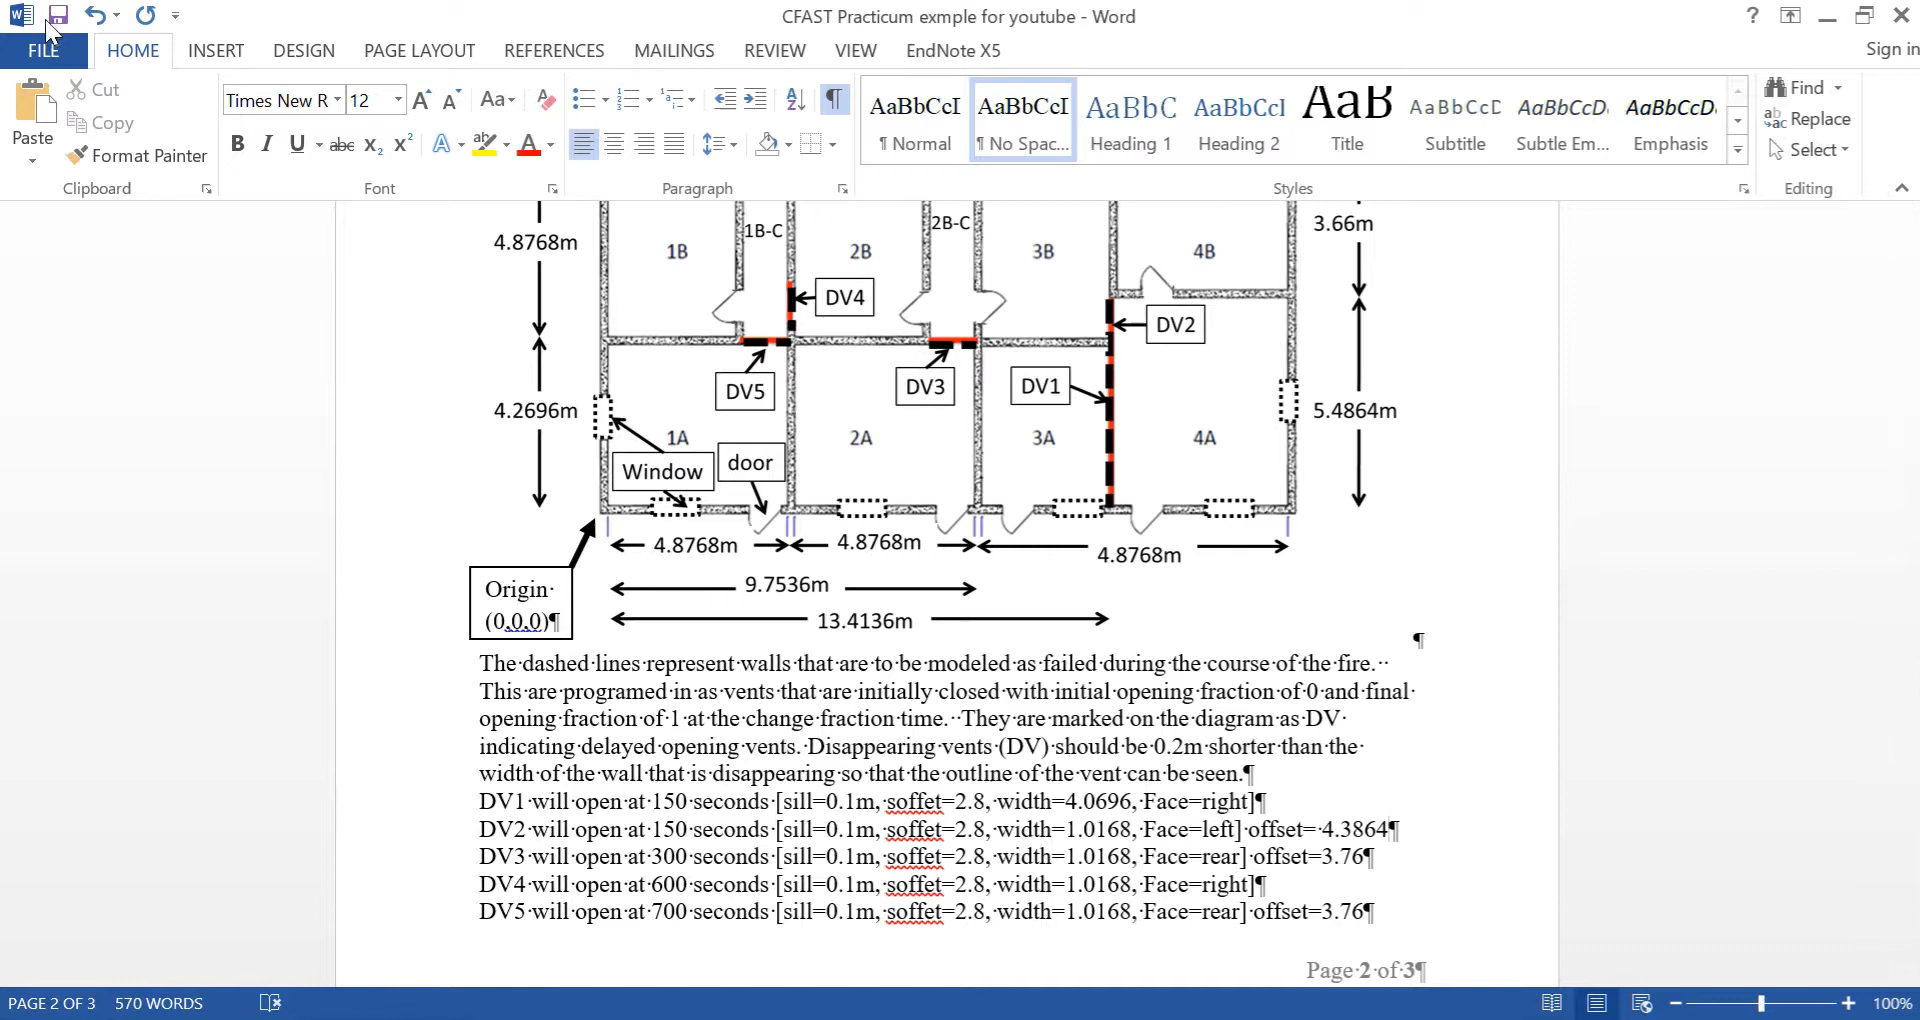 CFAST Practicum exmple for youtube - Word
?
FILE HOME INSERT DESIGN PAGE LAYOUT REFERENCES MAILINGS REVIEW VIEW EndNote X5 Sign in
Paste
Cut
Copy
Format Painter
Clipboard
Times New R 12
Aa
B I U abc X₂ X² A ab A
Font
Paragraph
AaBbCcI AaBbCcI AaBbC AaBbCcI AaB AaBbCcD AaBbCcD AaBbCcD
¶ Normal ¶ No Spac... Heading 1 Heading 2 Title Subtitle Subtle Em... Emphasis
Styles
Find
Replace
Select
Editing
4.8768m 1B 1B-C 2B 2B-C 3B 4B 3.66m
DV4
DV2
DV5 DV3 DV1
4.2696m 5.4864m
1A 2A 3A 4A
Window door
4.8768m 4.8768m 4.8768m
9.7536m
13.4136m
Origin·
(0,0,0)¶
¶
The·dashed·lines·represent·walls·that·are·to·be·modeled·as·failed·during·the·course·of·the·fire.··
This·are·programed·in·as·vents·that·are·initially·closed·with·initial·opening·fraction·of·0·and·final·
opening·fraction·of·1·at·the·change·fraction·time.··They·are·marked·on·the·diagram·as·DV·
indicating·delayed·opening·vents.·Disappearing·vents·(DV)·should·be·0.2m·shorter·than·the·
width·of·the·wall·that·is·disappearing·so·that·the·outline·of·the·vent·can·be·seen.¶
DV1·will·open·at·150·seconds·[sill=0.1m,·soffet=2.8,·width=4.0696,·Face=right]¶
DV2·will·open·at·150·seconds·[sill=0.1m,·soffet=2.8,·width=1.0168,·Face=left]·offset=·4.3864¶
DV3·will·open·at·300·seconds·[sill=0.1m,·soffet=2.8,·width=1.0168,·Face=rear]·offset=3.76¶
DV4·will·open·at·600·seconds·[sill=0.1m,·soffet=2.8,·width=1.0168,·Face=right]¶
DV5·will·open·at·700·seconds·[sill=0.1m,·soffet=2.8,·width=1.0168,·Face=rear]·offset=3.76¶
Page·2·of·3¶
PAGE 2 OF 3 570 WORDS 100%